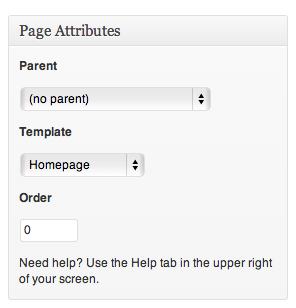 Page Attributes
Parent
(no parent)
Template
Homepage
Order
0
Need help? Use the Help tab in the upper right
of your screen.